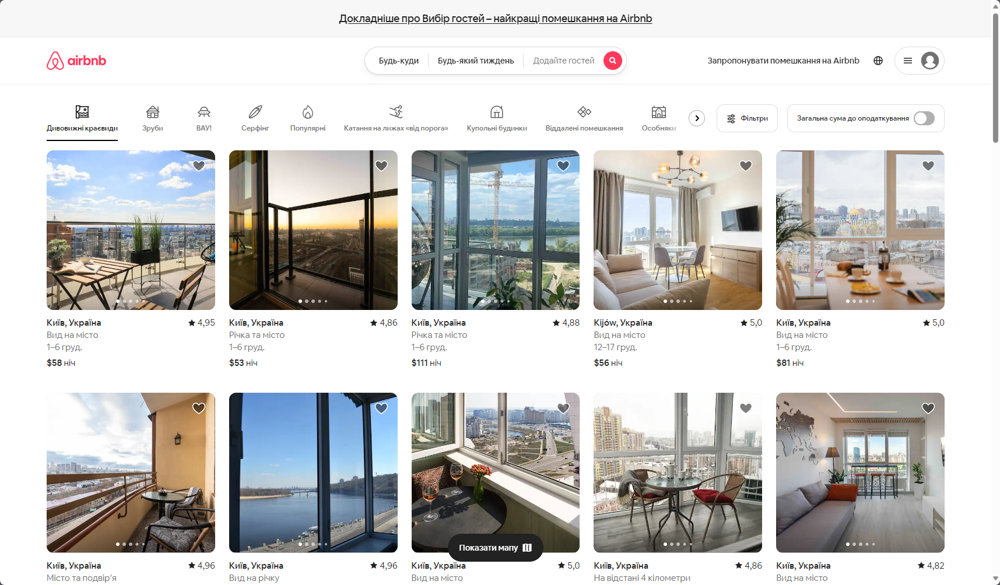 Докладніше про Вибір гостей – найкращі помешкання на Airbnb
airbnb
Будь-куди
Будь-який тиждень
Додайте гостей
Запропонувати помешкання на Airbnb
Дивовижні краєвиди
Зруби
ВАУ!
Серфінг
Популярні
Катання на лижах «від порога»
Купольні будинки
Віддалені помешкання
Особняки
Фільтри
Загальна сума до оподаткування
Київ, Україна 4,95
Вид на місто
1–6 груд.
$58 ніч
Київ, Україна 4,86
Річка та місто
1–6 груд.
$53 ніч
Київ, Україна 4,88
Річка та місто
1–6 груд.
$111 ніч
Kijów, Україна 5,0
Вид на місто
12–17 груд.
$56 ніч
Київ, Україна 5,0
Вид на місто
1–6 груд.
$81 ніч
Київ, Україна 4,96
Місто та подвір’я
Київ, Україна 4,96
Вид на річку
Київ, Україна 5,0
Вид на місто
Київ, Україна 4,86
На відстані 4 кілометри
Київ, Україна 4,82
Вид на місто
Показати мапу